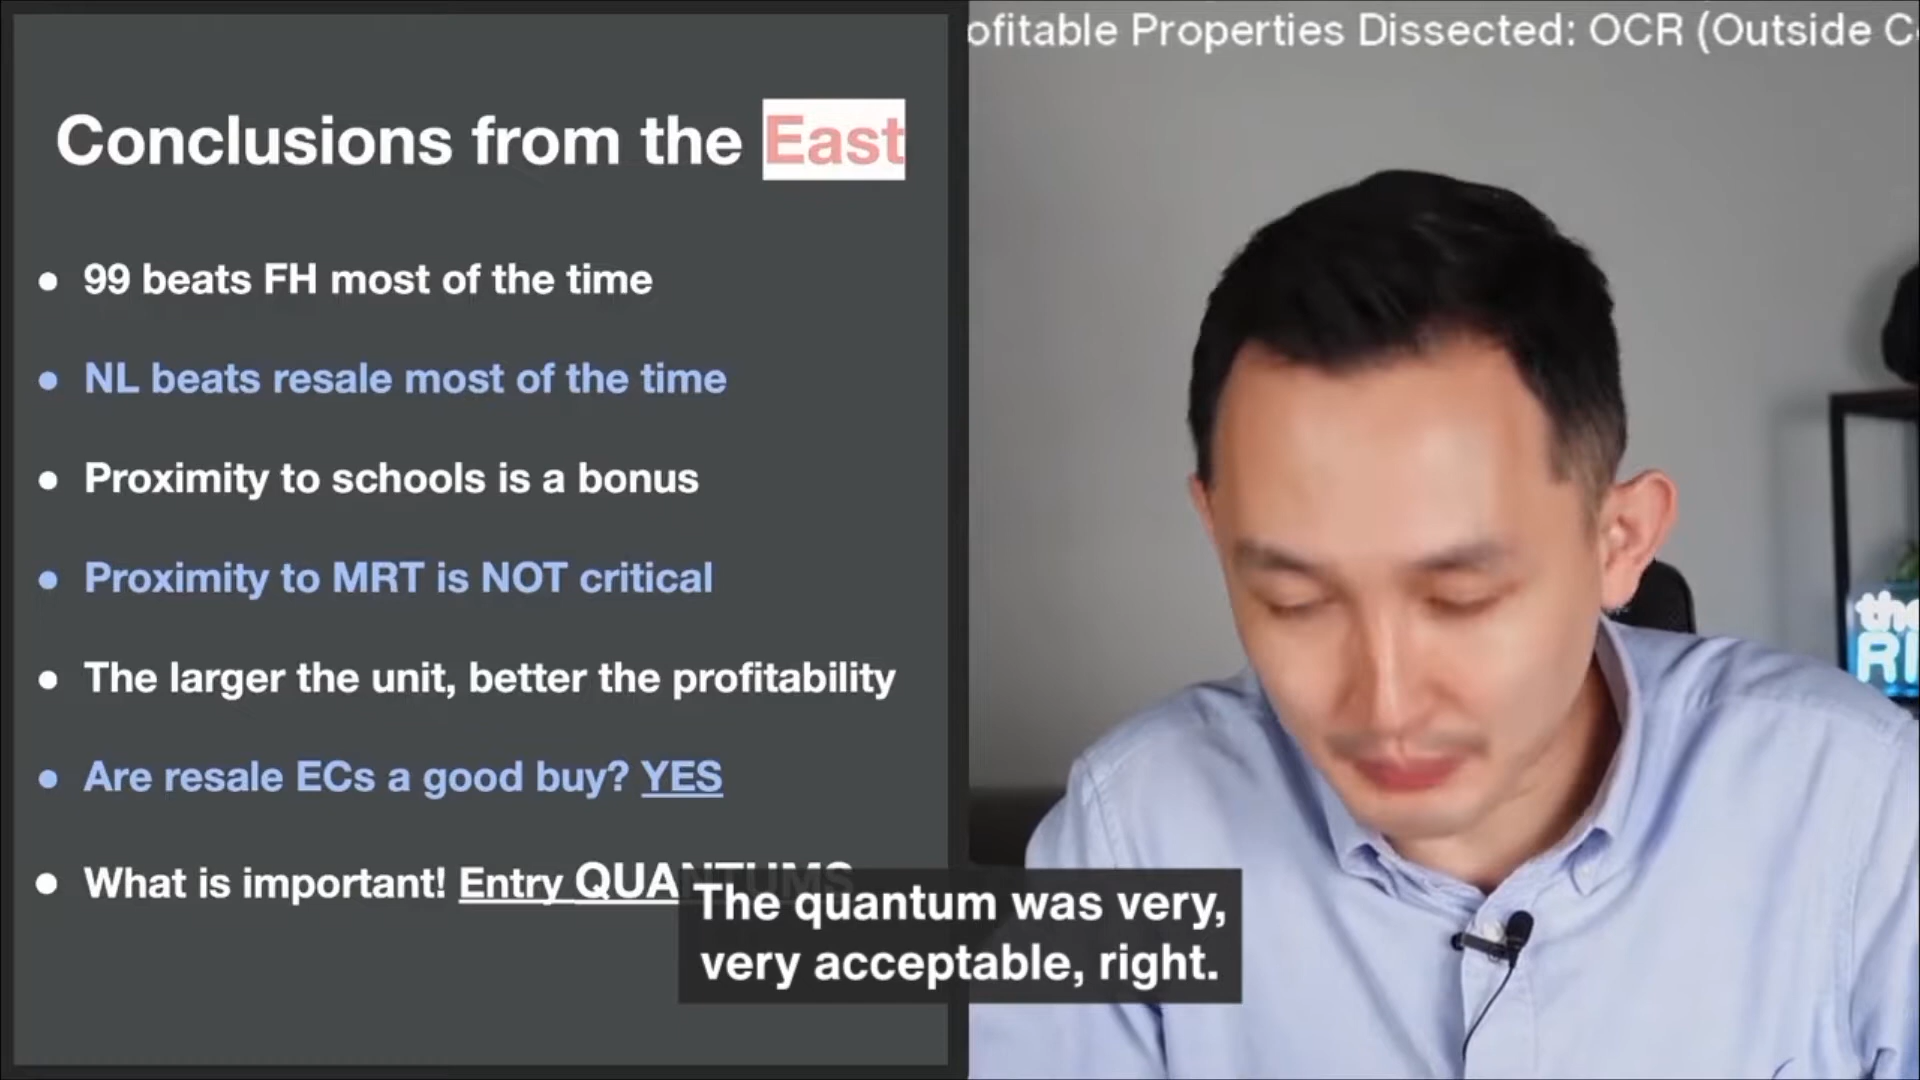 ofitable Properties Dissected: OCR (Outside C
Conclusions from the East
• 99 beats FH most of the time
• NL beats resale most of the time
• Proximity to schools is a bonus
• Proximity to MRT is NOT critical
• The larger the unit, better the profitability
• Are resale ECs a good buy? YES
• What is important! Entry QUANTUMS
The quantum was very,
very acceptable, right.
the
RI